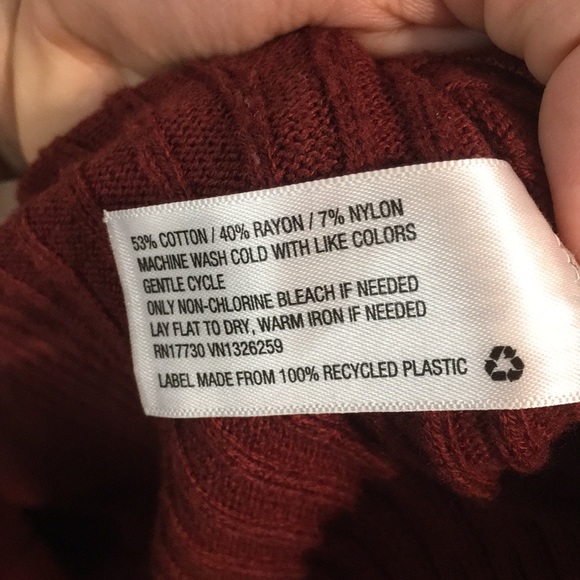 53% COTTON / 40% RAYON / 7% NYLON
MACHINE WASH COLD WITH LIKE COLORS
GENTLE CYCLE
ONLY NON-CHLORINE BLEACH IF NEEDED
LAY FLAT TO DRY, WARM IRON IF NEEDED
RN17730 VN1326259
LABEL MADE FROM 100% RECYCLED PLASTIC